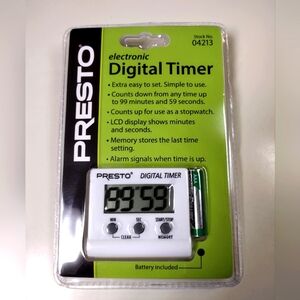 Stock No.
04213
PRESTO®
electronic
Digital Timer
• Extra easy to set. Simple to use.
• Counts down from any time up
to 99 minutes and 59 seconds.
• Counts up for use as a stopwatch.
• LCD display shows minutes
and seconds.
• Memory stores the last time
setting.
• Alarm signals when time is up.
PRESTO® DIGITAL TIMER
99 59
MIN SEC START/STOP
CLEAR MEMORY
Battery included